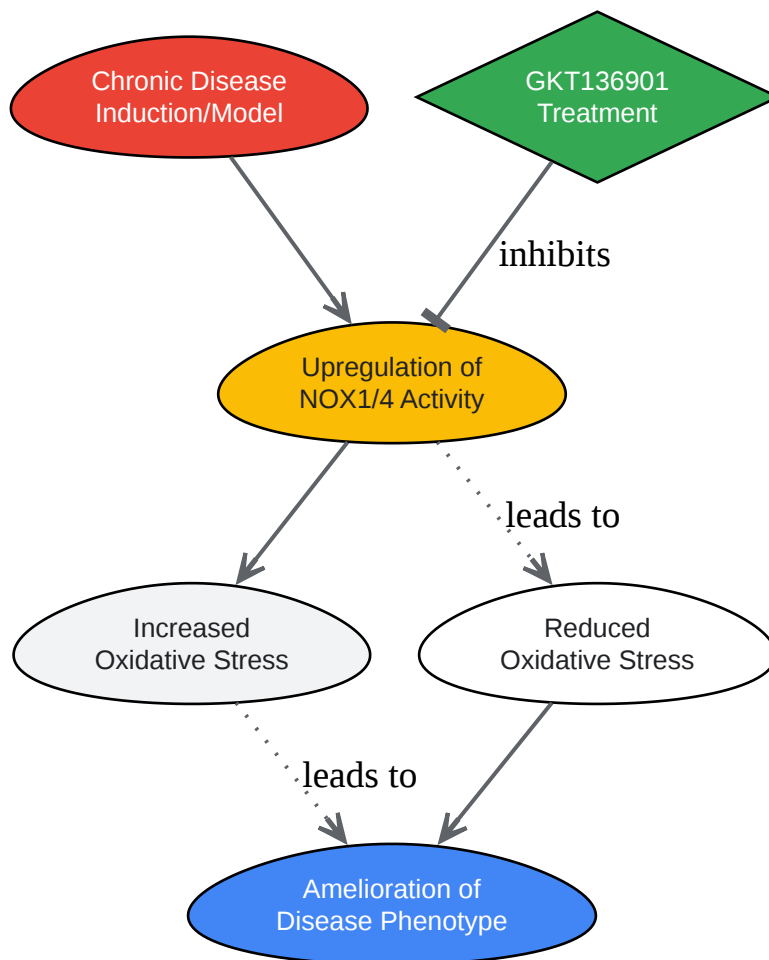 Chronic Disease
Induction/Model
GKT136901
Treatment
inhibits
Upregulation of
NOX1/4 Activity
leads to
Increased
Oxidative Stress
Reduced
Oxidative Stress
leads to
Amelioration of
Disease Phenotype